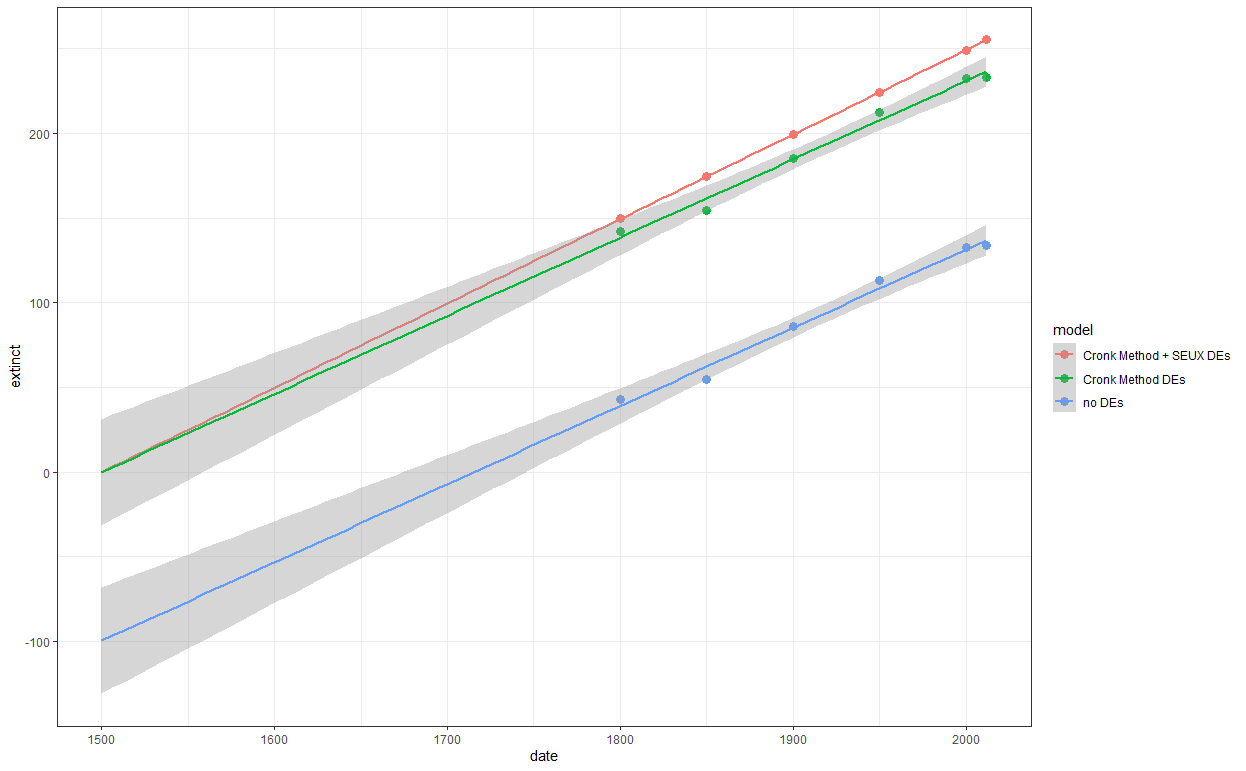 200
100
0
-100
extinct
1500
1600
1700
1800
1900
2000
date
model
Cronk Method + SEUX DEs
Cronk Method DEs
no DEs